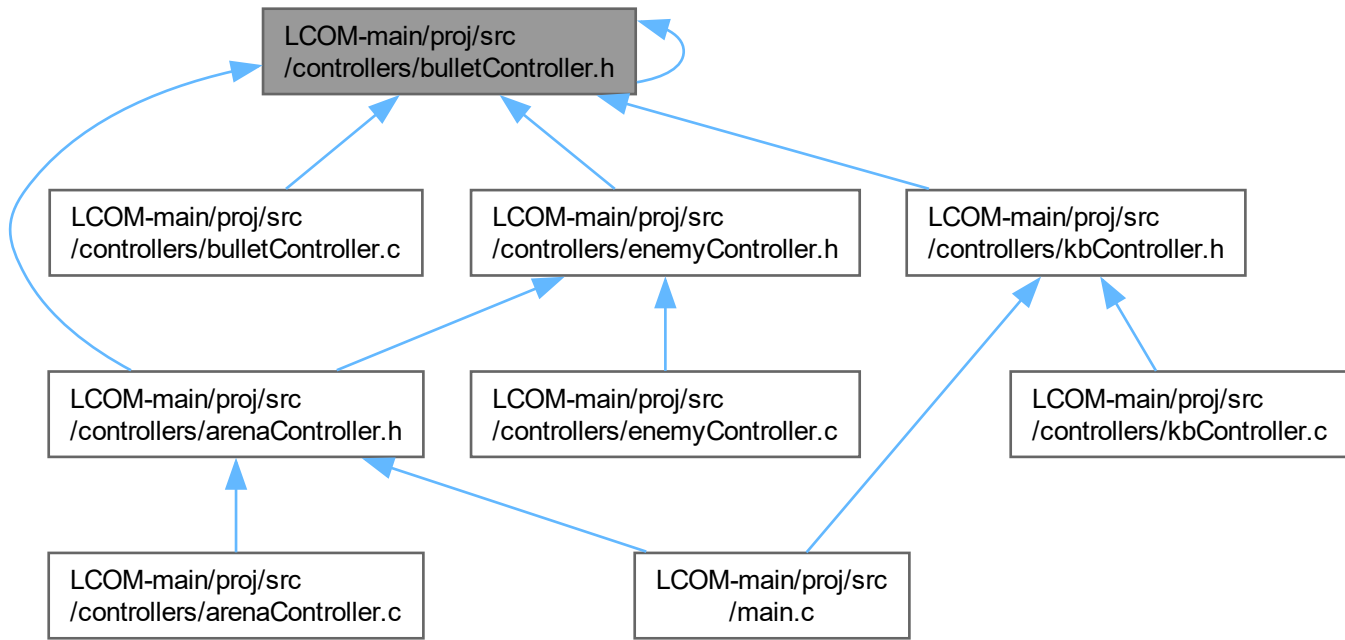 LCOM-main/proj/src
/controllers/bulletController.h
LCOM-main/proj/src
/controllers/bulletController.c
LCOM-main/proj/src
/controllers/enemyController.h
LCOM-main/proj/src
/controllers/kbController.h
LCOM-main/proj/src
/controllers/arenaController.h
LCOM-main/proj/src
/controllers/enemyController.c
LCOM-main/proj/src
/controllers/kbController.c
LCOM-main/proj/src
/controllers/arenaController.c
LCOM-main/proj/src
/main.c